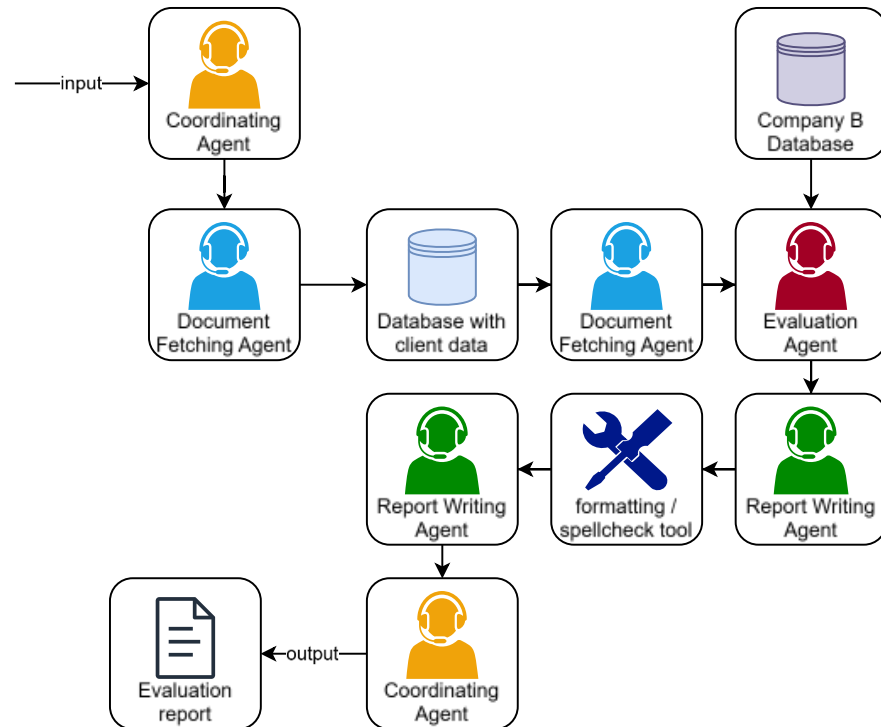 input
Coordinating
Agent
Company B
Database
Document
Fetching Agent
Database with
client data
Document
Fetching Agent
Evaluation
Agent
Report Writing
Agent
formatting /
spellcheck tool
Report Writing
Agent
Evaluation
report
output
Coordinating
Agent